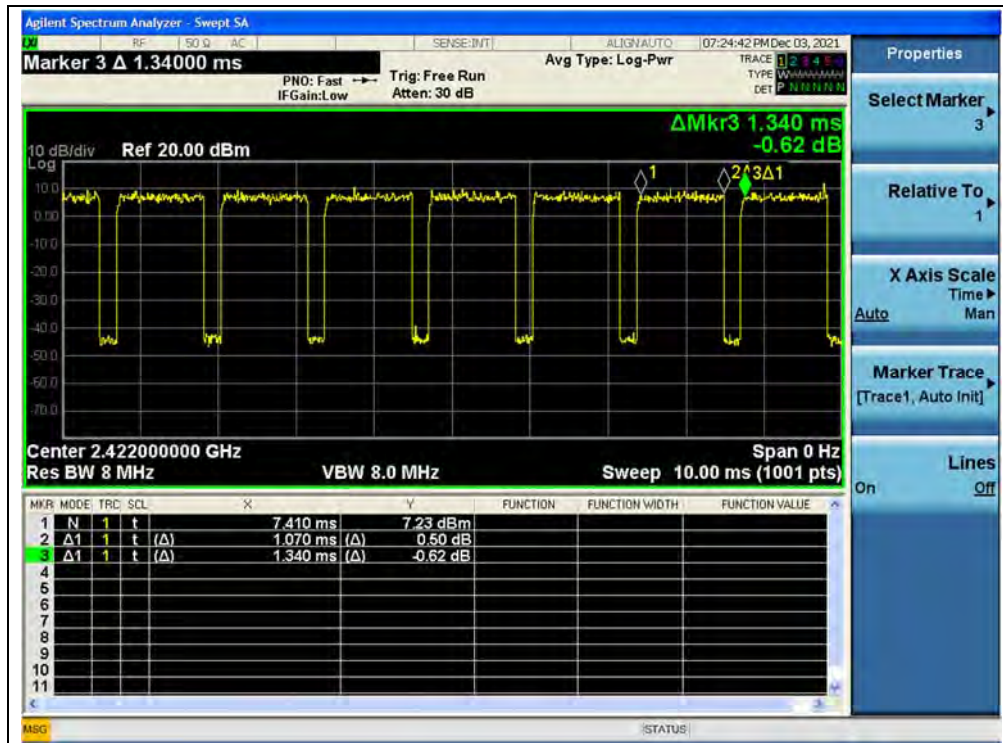 Agilent Spectrum Analyzer - Swept SA
LXI RF 50 Ω AC SENSE:INT ALIGNAUTO 07:24:42 PM Dec 03, 2021
Marker 3 Δ 1.34000 ms
PNO: Fast Trig: Free Run
IFGain:Low Atten: 30 dB
Avg Type: Log-Pwr
TRACE 1 2 3 4 5 6
TYPE W
DET P N N N N N
ΔMkr3 1.340 ms
-0.62 dB
10 dB/div Ref 20.00 dBm
Log
10.0
0.00
-10.0
-20.0
-30.0
-40.0
-50.0
-60.0
-70.0
1 2Δ 3Δ1
Center 2.422000000 GHz Span 0 Hz
Res BW 8 MHz VBW 8.0 MHz Sweep 10.00 ms (1001 pts)
MKR MODE TRC SCL X Y FUNCTION FUNCTION WIDTH FUNCTION VALUE
1 N 1 t 7.410 ms 7.23 dBm
2 Δ1 1 t (Δ) 1.070 ms (Δ) 0.50 dB
3 Δ1 1 t (Δ) 1.340 ms (Δ) -0.62 dB
4
5
6
7
8
9
10
11
MSG STATUS
Properties
Select Marker
3
Relative To
1
X Axis Scale
Time
Auto Man
Marker Trace
[Trace1, Auto Init]
Lines
On Off